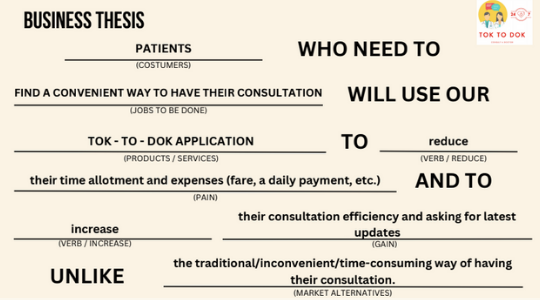 BUSINESS THESIS
TOK TO DOK
PATIENTS
WHO NEED TO
(COSTUMERS)
FIND A CONVENIENT WAY TO HAVE THEIR CONSULTATION
WILL USE OUR
(JOBS TO BE DONE)
TOK - TO - DOK APPLICATION
TO
reduce
(PRODUCTS / SERVICES)
(VERB / REDUCE)
their time allotment and expenses (fare, a daily payment, etc.)
AND TO
(PAIN)
increase
their consultation efficiency and asking for latest
updates
(VERB / INCREASE)
(GAIN)
UNLIKE
the traditional/inconvenient/time-consuming way of having
their consultation.
(MARKET ALTERNATIVES)